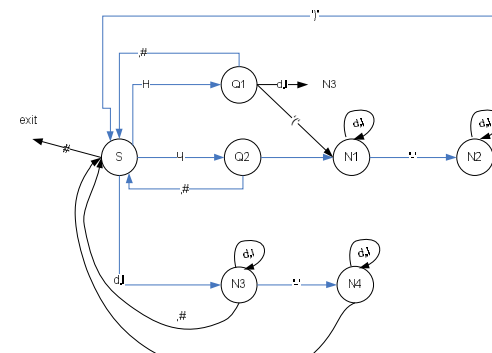 ")"
,#
H
Q1
d,l
N3
exit
"("
d,l
d,l
#
S
Ч
Q2
N1
N2
,#
d,l
d,l
d,l
N3
N4
,#